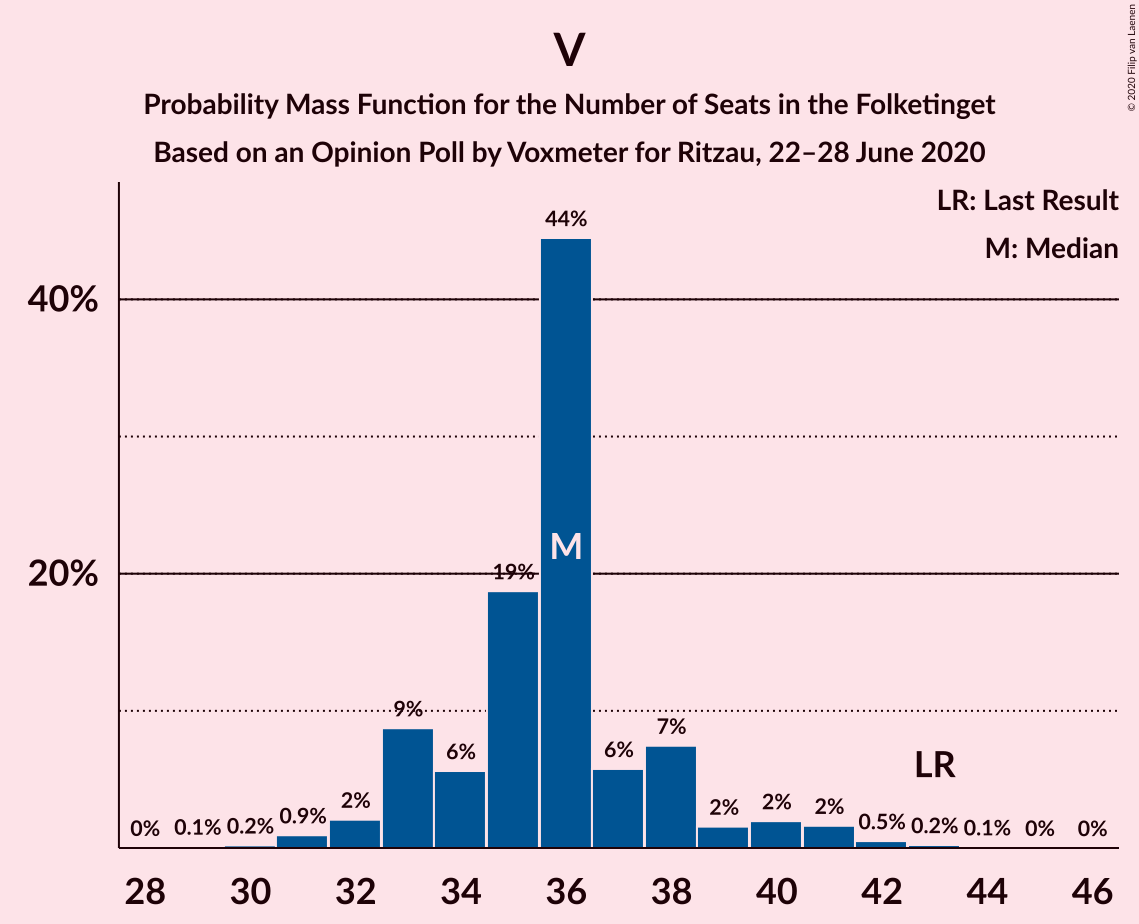 V
Probability Mass Function for the Number of Seats in the Folketinget
Based on an Opinion Poll by Voxmeter for Ritzau, 22–28 June 2020
© 2020 Filip van Laenen
LR: Last Result
M: Median
44%
40%
M
20%
19%
9%
6%
6%
7%
LR
0%
0.1%
0.2%
0.9%
2%
2%
2%
2%
0.5%
0.2%
0.1%
0%
0%
28 30 32 34 36 38 40 42 44 46